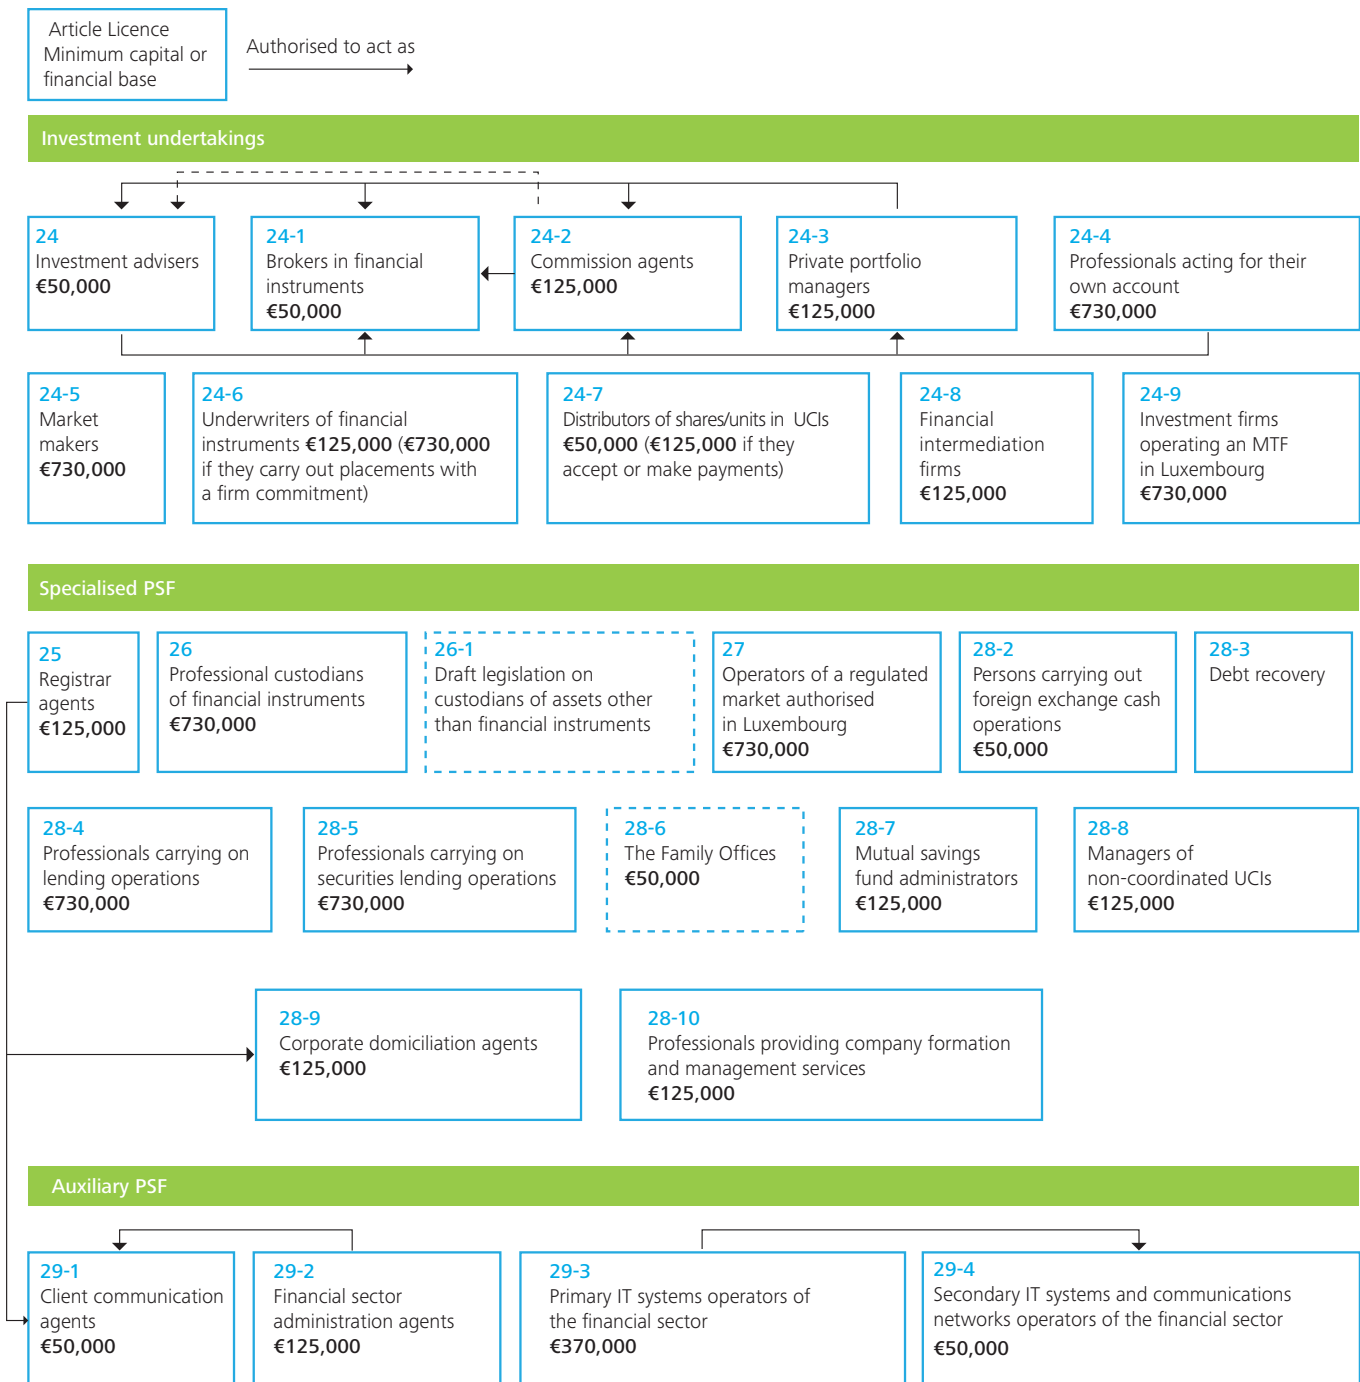 Article Licence
Minimum capital or
financial base
Authorised to act as
Investment undertakings
24
Investment advisers
€50,000
24-1
Brokers in financial
instruments
€50,000
24-2
Commission agents
€125,000
24-3
Private portfolio
managers
€125,000
24-4
Professionals acting for their
own account
€730,000
24-5
Market
makers
€730,000
24-6
Underwriters of financial
instruments €125,000 (€730,000
if they carry out placements with
a firm commitment)
24-7
Distributors of shares/units in UCIs
€50,000 (€125,000 if they
accept or make payments)
24-8
Financial
intermediation
firms
€125,000
24-9
Investment firms
operating an MTF
in Luxembourg
€730,000
Specialised PSF
25
Registrar
agents
€125,000
26
Professional custodians
of financial instruments
€730,000
26-1
Draft legislation on
custodians of assets other
than financial instruments
27
Operators of a regulated
market authorised
in Luxembourg
€730,000
28-2
Persons carrying out
foreign exchange cash
operations
€50,000
28-3
Debt recovery
28-4
Professionals carrying on
lending operations
€730,000
28-5
Professionals carrying on
securities lending operations
€730,000
28-6
The Family Offices
€50,000
28-7
Mutual savings
fund administrators
€125,000
28-8
Managers of
non-coordinated UCIs
€125,000
28-9
Corporate domiciliation agents
€125,000
28-10
Professionals providing company formation
and management services
€125,000
Auxiliary PSF
29-1
Client communication
agents
€50,000
29-2
Financial sector
administration agents
€125,000
29-3
Primary IT systems operators of
the financial sector
€370,000
29-4
Secondary IT systems and communications
networks operators of the financial sector
€50,000